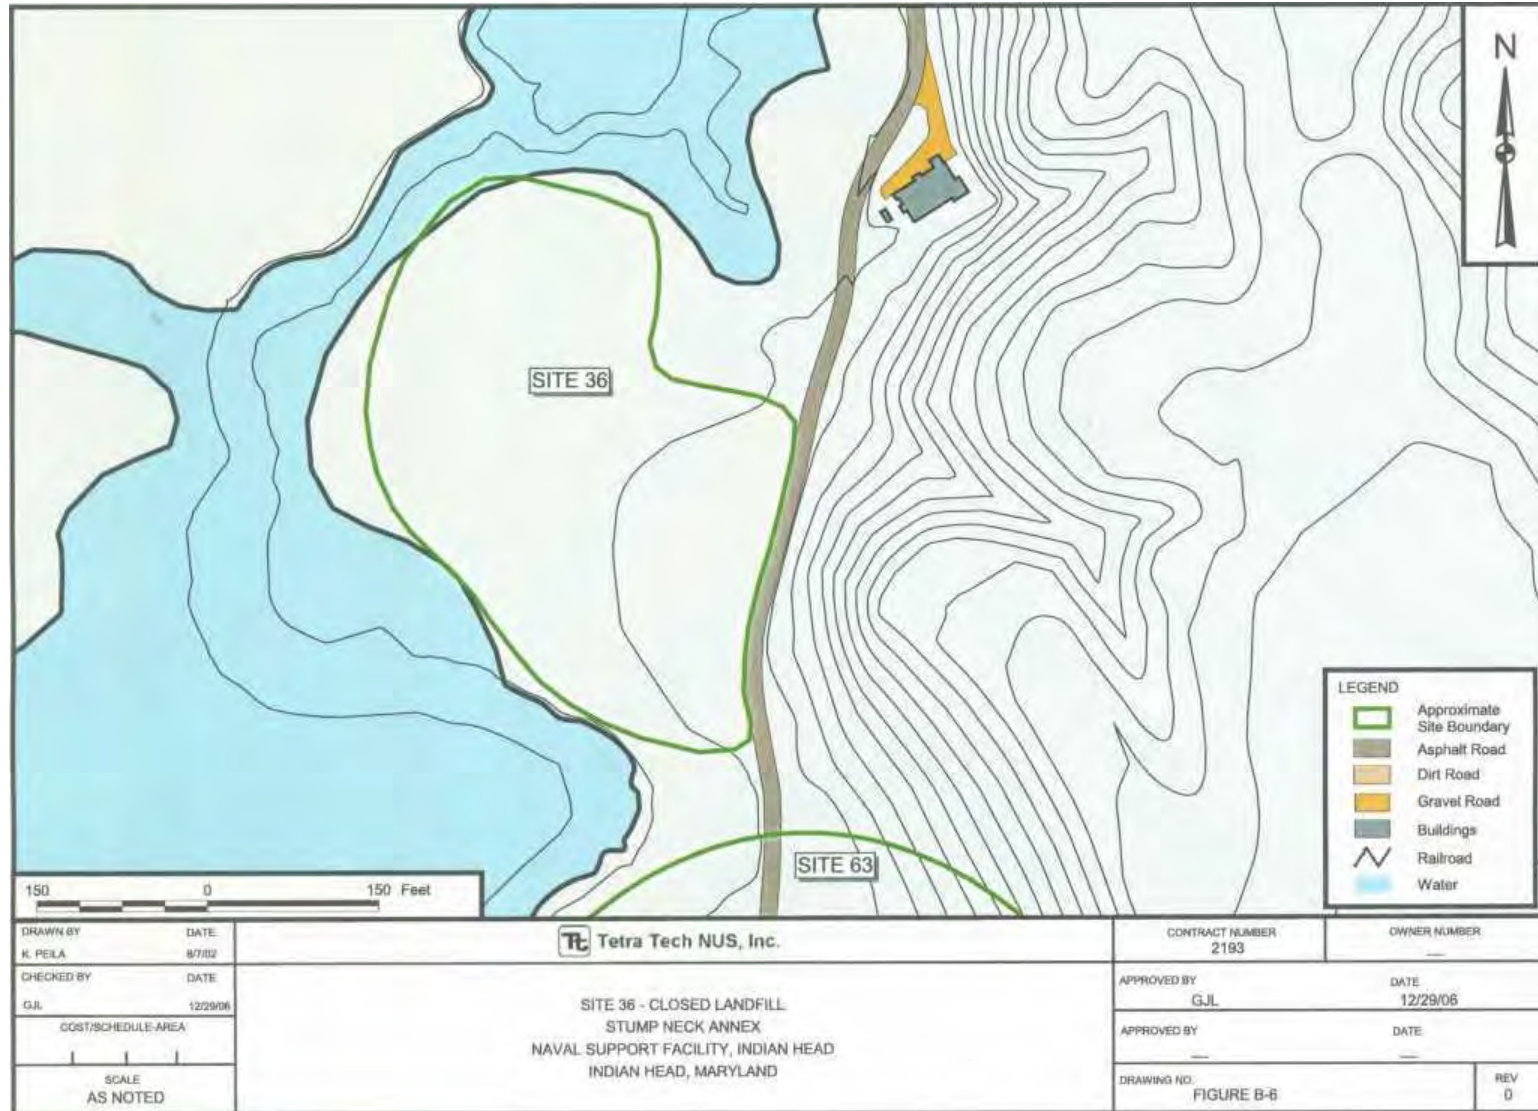 N
SITE 36
SITE 63
LEGEND
Approximate
Site Boundary
Asphalt Road
Dirt Road
Gravel Road
Buildings
Railroad
Water
150 0 150 Feet
DRAWN BY DATE
K. PEILA 8/7/02
CHECKED BY DATE
GJL 12/29/06
COST/SCHEDULE-AREA
SCALE
AS NOTED
Tt Tetra Tech NUS, Inc.
SITE 36 - CLOSED LANDFILL
STUMP NECK ANNEX
NAVAL SUPPORT FACILITY, INDIAN HEAD
INDIAN HEAD, MARYLAND
CONTRACT NUMBER
2193
OWNER NUMBER
—
APPROVED BY DATE
GJL 12/29/06
APPROVED BY DATE
— —
DRAWING NO.
FIGURE B-6
REV
0